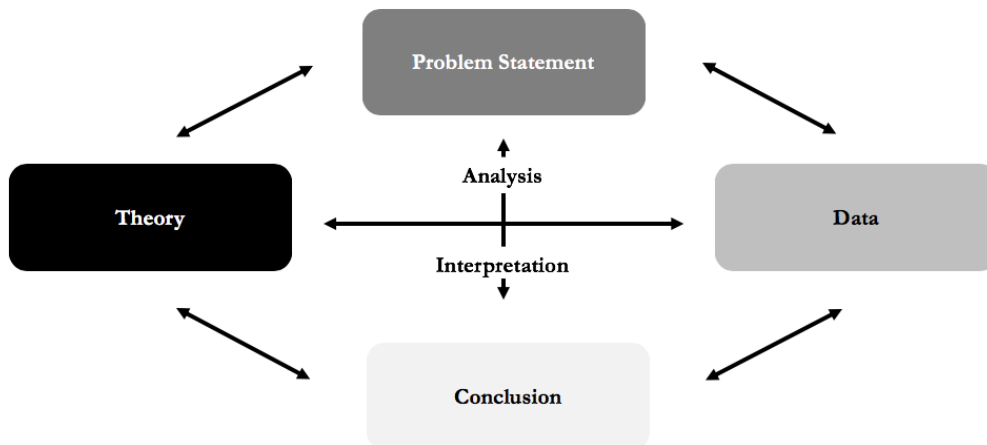 Problem Statement
Analysis
Theory
Data
Interpretation
Conclusion